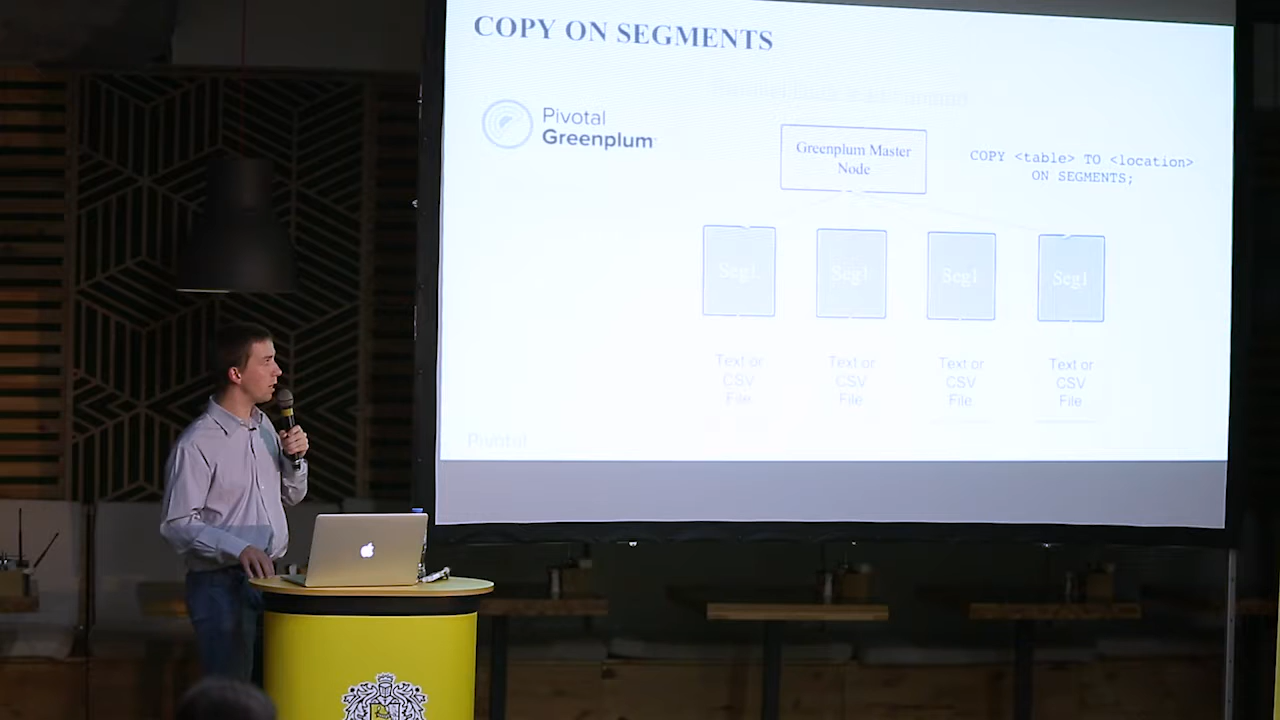 COPY ON SEGMENTS
Pivotal
Greenplum
Greenplum Master
Node
COPY <table> TO <location>
ON SEGMENTS;
Seg1
Seg1
Seg1
Seg1
Text or
CSV
File
Text or
CSV
File
Text or
CSV
File
Text or
CSV
File
Pivotal